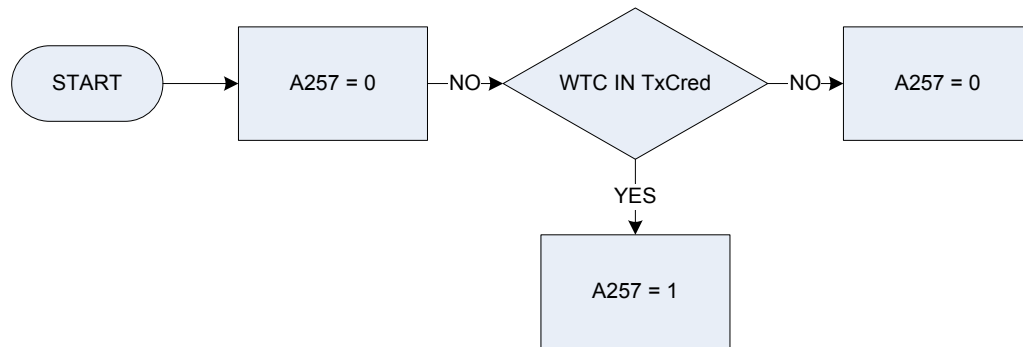 START
A257 = 0
NO
WTC IN TxCred
NO
A257 = 0
YES
A257 = 1